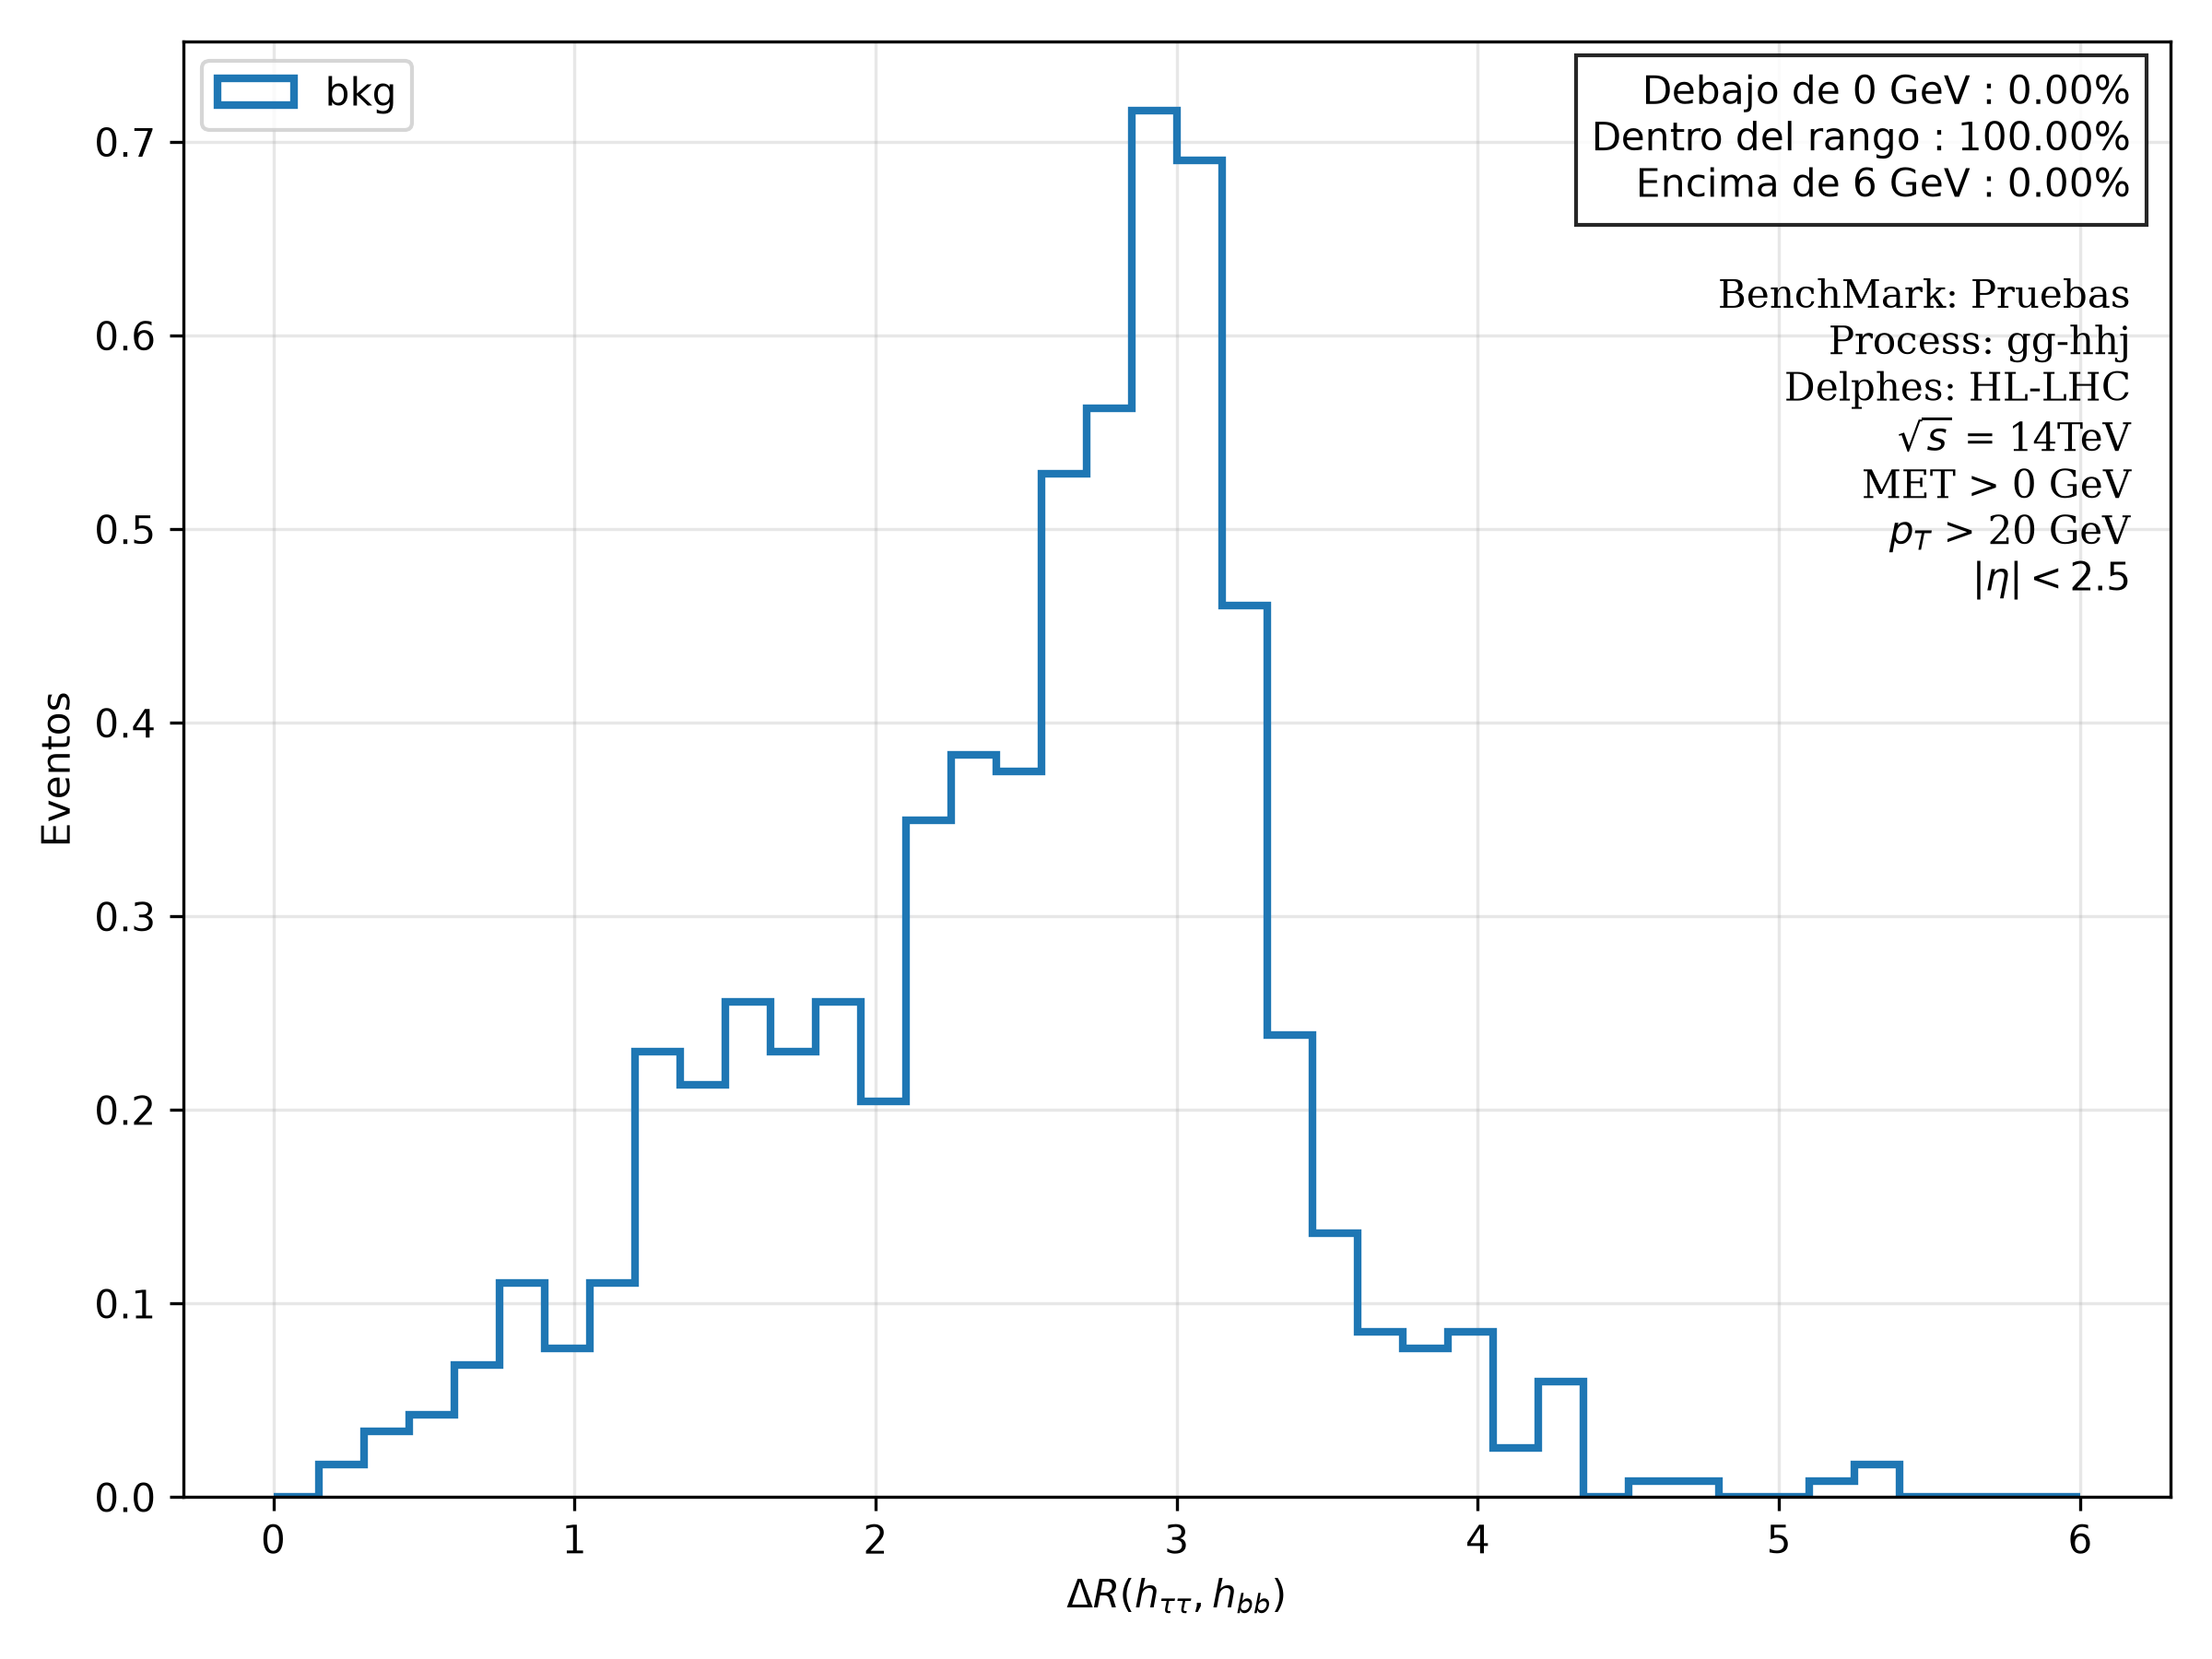 bkg
Debajo de 0 GeV : 0.00%
Dentro del rango : 100.00%
Encima de 6 GeV : 0.00%
BenchMark: Pruebas
Process: gg-hhj
Delphes: HL-LHC
√s = 14TeV
MET > 0 GeV
p_T > 20 GeV
|η| < 2.5
Eventos
0.7
0.6
0.5
0.4
0.3
0.2
0.1
0.0
0 1 2 3 4 5 6
ΔR(h_ττ, h_bb)